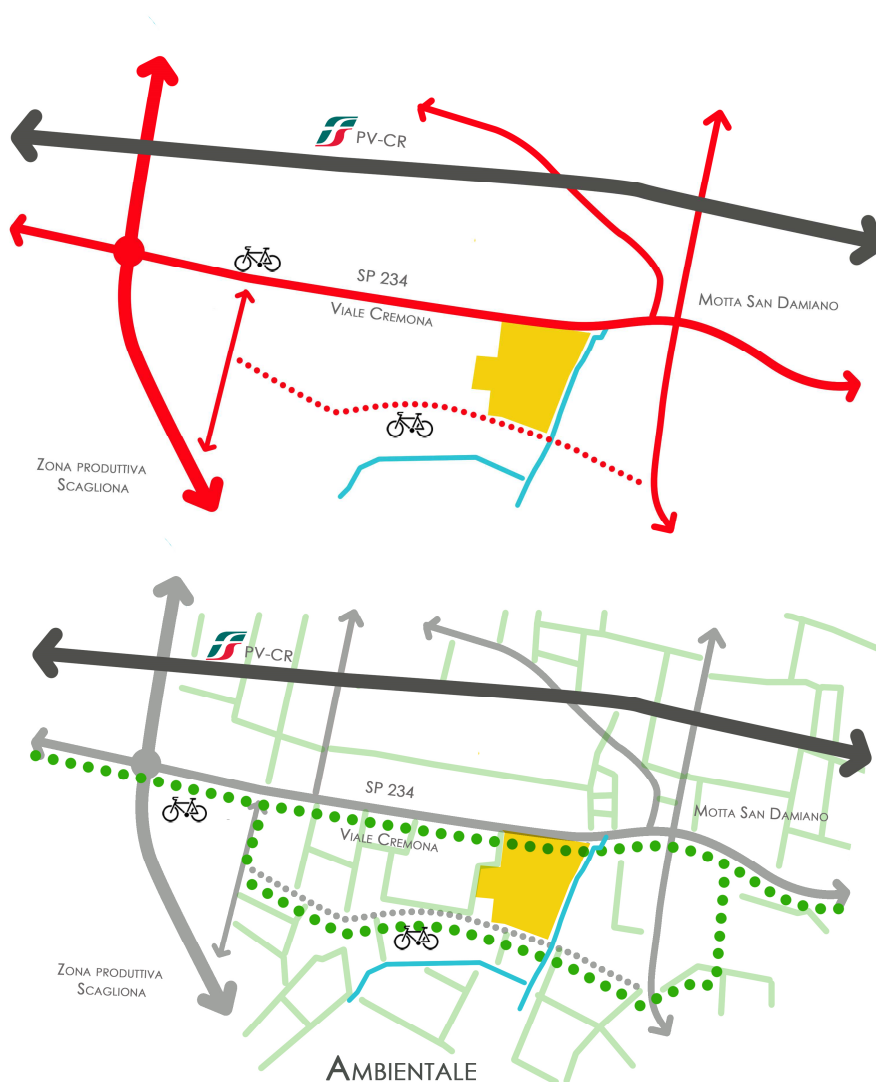 PV-CR
SP 234
Viale Cremona
Motta San Damiano
Zona produttiva
Scagliona
PV-CR
SP 234
Motta San Damiano
Viale Cremona
Zona produttiva
Scagliona
Ambientale